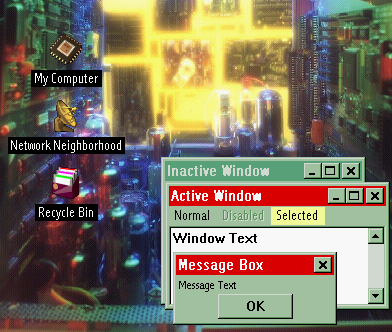 My Computer
Network Neighborhood
Recycle Bin
Inactive Window
Active Window
Normal Disabled Selected
Window Text
Message Box
Message Text
OK